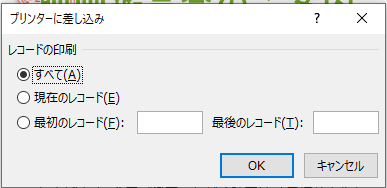 プリンターに差し込み
レコードの印刷
すべて(A)
現在のレコード(E)
最初のレコード(F): 最後のレコード(T):
OK キャンセル